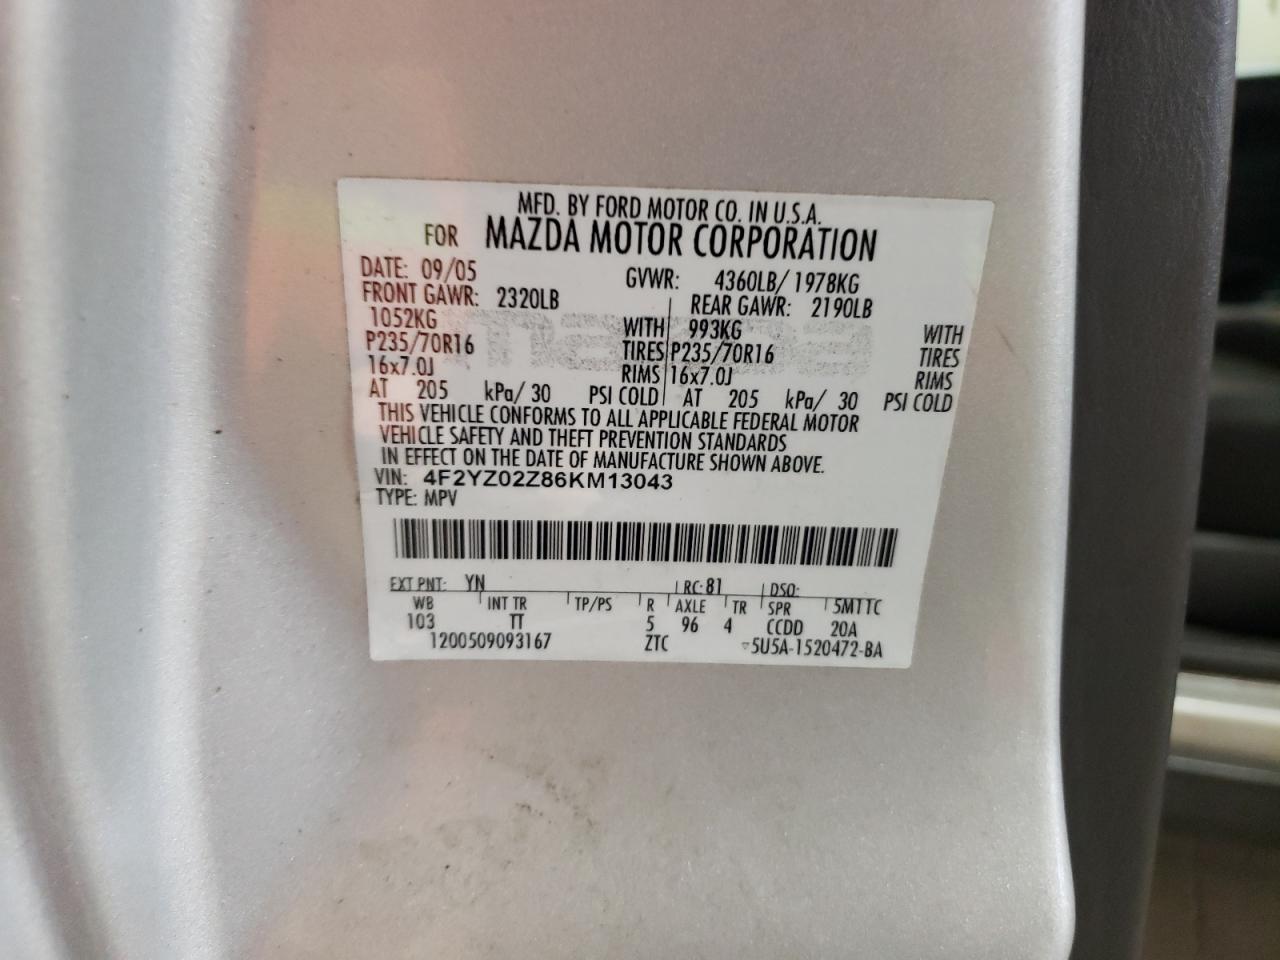 MFD. BY FORD MOTOR CO. IN U.S.A.
FOR MAZDA MOTOR CORPORATION
DATE: 09/05 GVWR: 4360LB/ 1978KG
FRONT GAWR: 2320LB REAR GAWR: 2190LB
1052KG WITH 993KG WITH
P235/70R16 TIRES P235/70R16 TIRES
16x7.0J RIMS 16x7.0J RIMS
AT 205 kPa/ 30 PSI COLD AT 205 kPa/ 30 PSI COLD
THIS VEHICLE CONFORMS TO ALL APPLICABLE FEDERAL MOTOR
VEHICLE SAFETY AND THEFT PREVENTION STANDARDS
IN EFFECT ON THE DATE OF MANUFACTURE SHOWN ABOVE.
VIN: 4F2YZ02Z86KM13043
TYPE: MPV
EXT PNT: YN RC: 81 DSO:
WB INT TR TP/PS R AXLE TR SPR 5M1TC
103 TT 5 96 4 CCDD 20A
1200509093167 ZTC 5U5A-1520472-BA